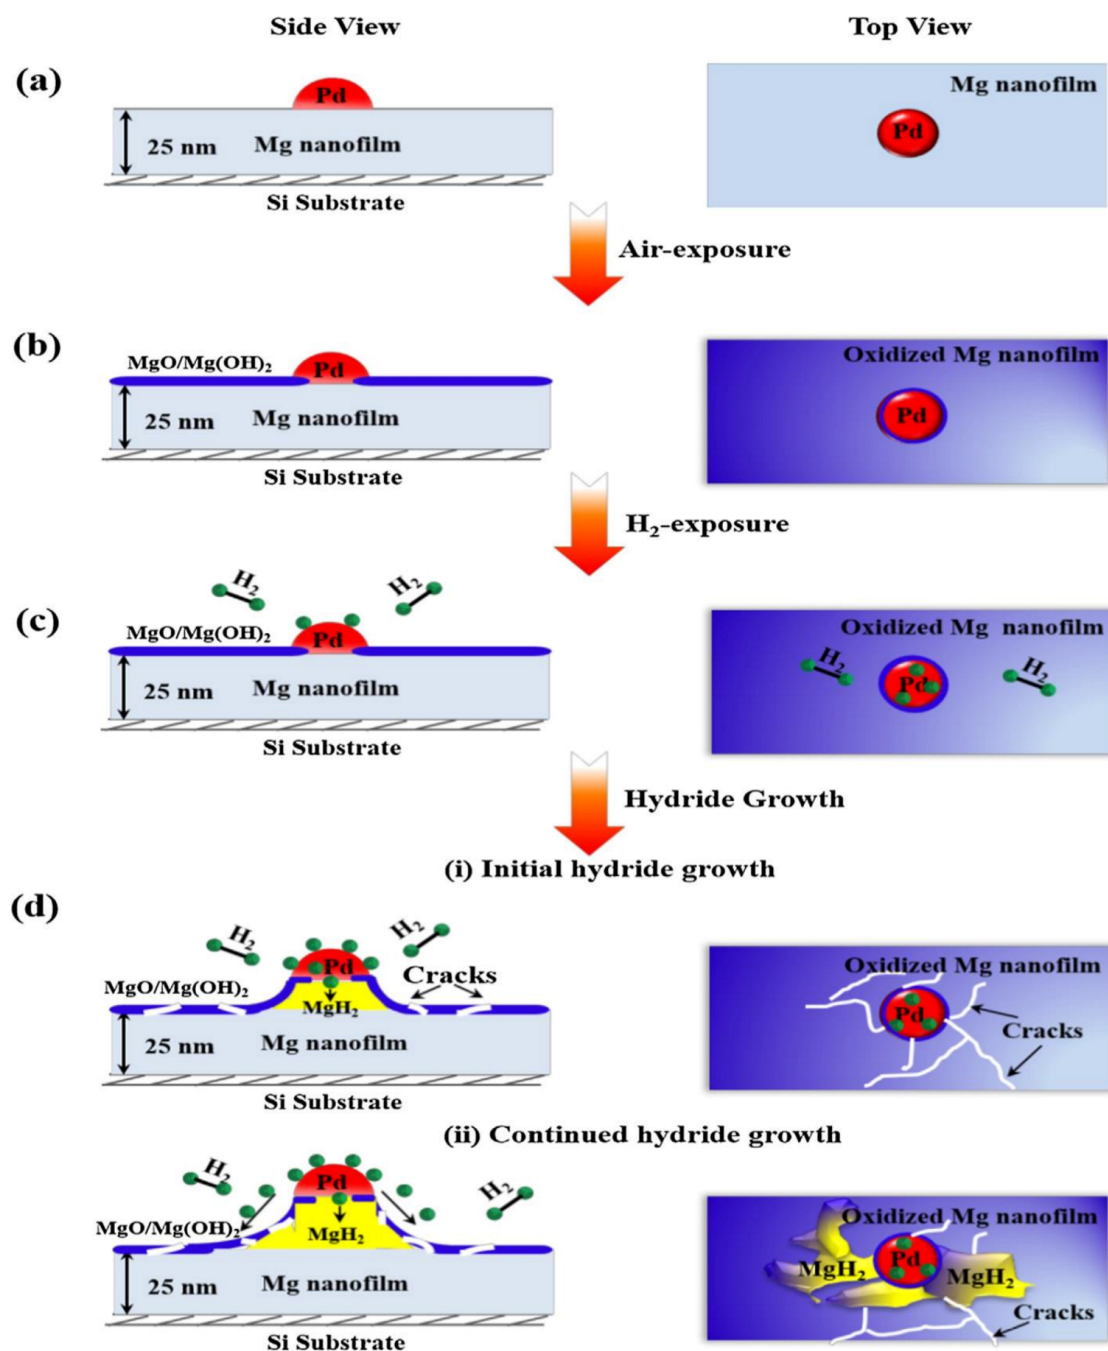 Side View
Top View
(a)
Pd
25 nm
Mg nanofilm
Si Substrate
Mg nanofilm
Pd
Air-exposure
(b)
MgO/Mg(OH)₂
Pd
25 nm
Mg nanofilm
Si Substrate
Oxidized Mg nanofilm
Pd
H₂-exposure
H₂
H₂
(c)
MgO/Mg(OH)₂
Pd
25 nm
Mg nanofilm
Si Substrate
Oxidized Mg nanofilm
H₂
Pd
H₂
Hydride Growth
(i) Initial hydride growth
(d)
H₂
H₂
Pd
Cracks
MgO/Mg(OH)₂
MgH₂
25 nm
Mg nanofilm
Si Substrate
Oxidized Mg nanofilm
Pd
Cracks
(ii) Continued hydride growth
H₂
Pd
H₂
MgO/Mg(OH)₂
MgH₂
25 nm
Mg nanofilm
Si Substrate
Oxidized Mg nanofilm
MgH₂
Pd
MgH₂
Cracks